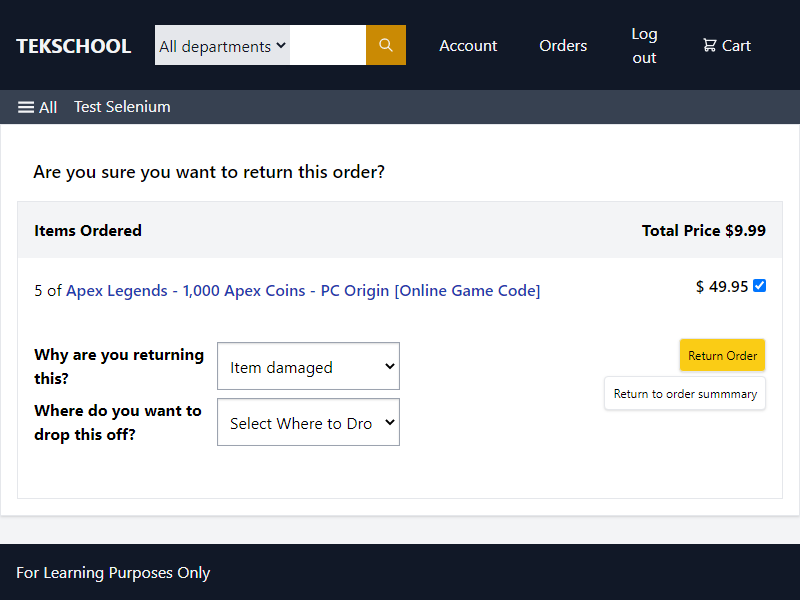 TEKSCHOOL
All departments
Account
Orders
Log
out
Cart
All
Test Selenium
Are you sure you want to return this order?
Items Ordered
Total Price $9.99
5 of Apex Legends - 1,000 Apex Coins - PC Origin [Online Game Code]
$ 49.95
Why are you returning
this?
Item damaged
Return Order
Return to order summmary
Where do you want to
drop this off?
Select Where to Dro
For Learning Purposes Only